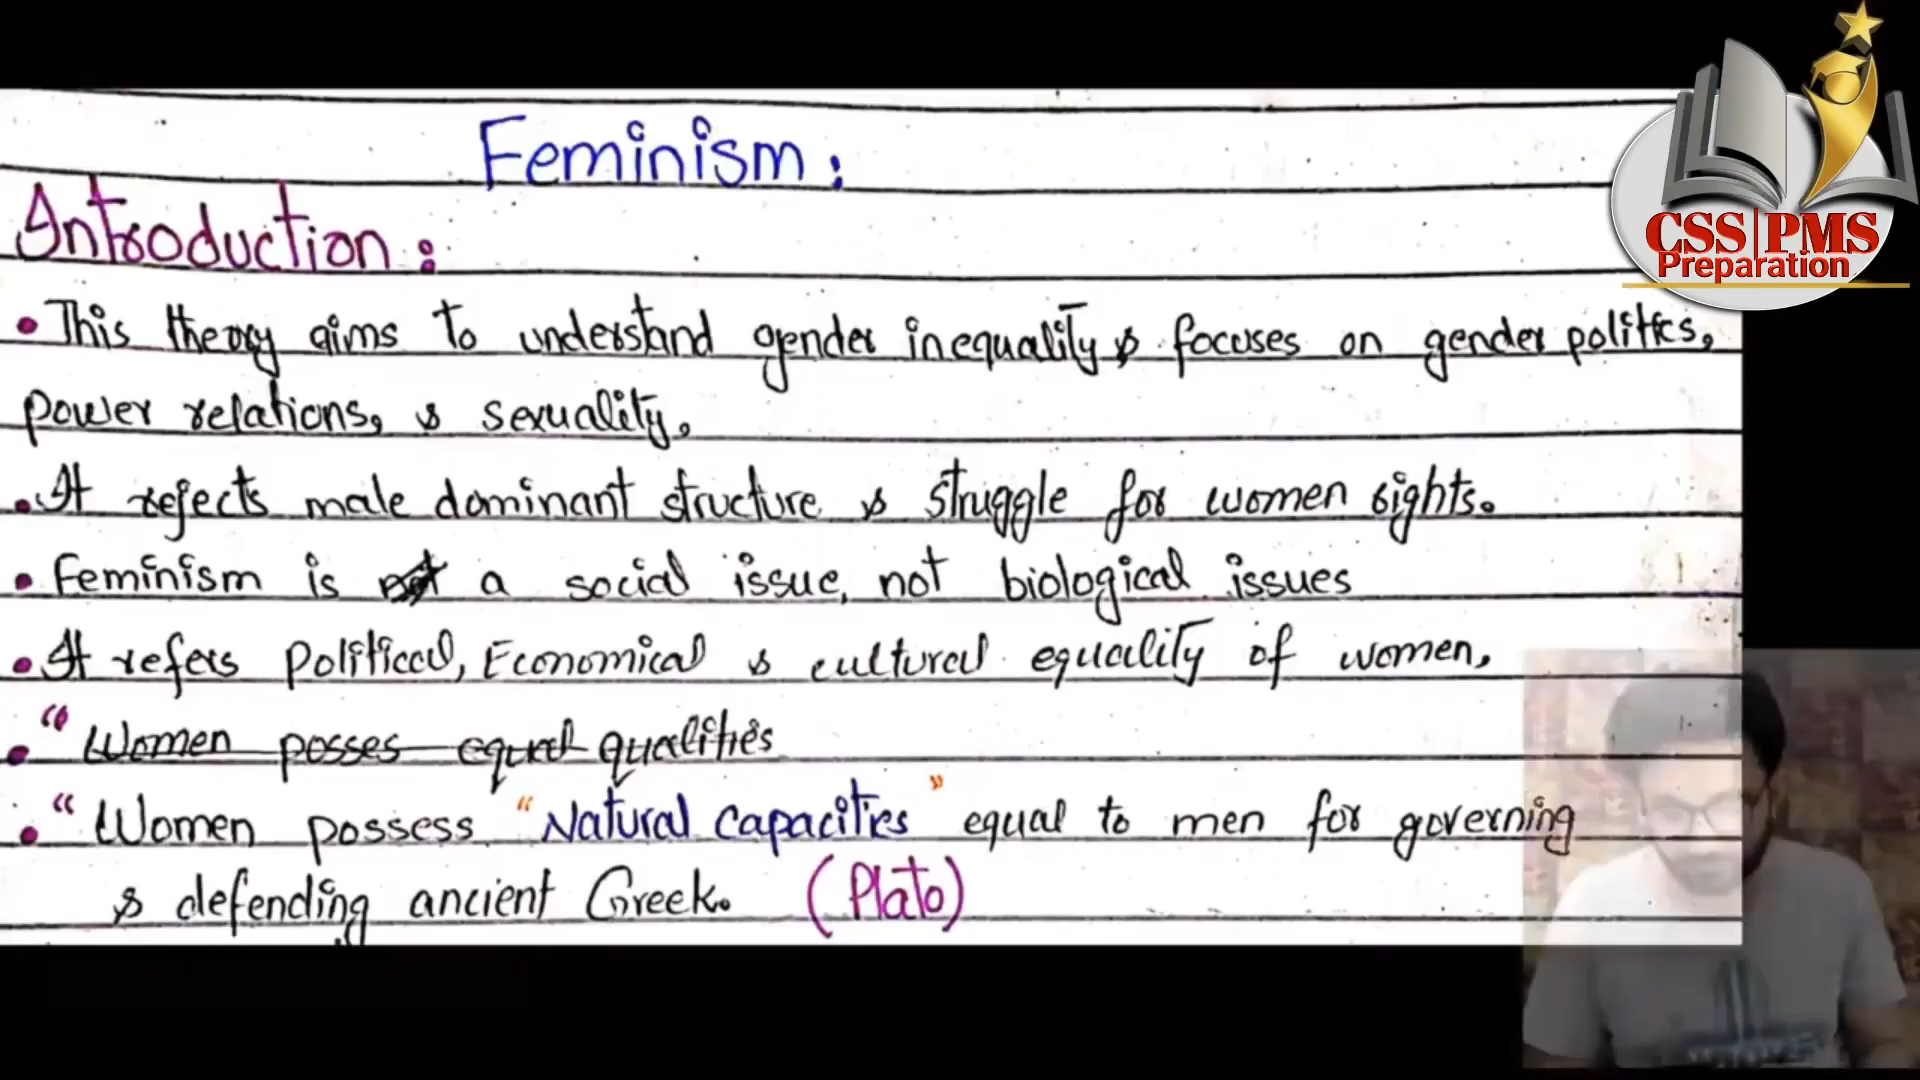 Feminism:
Introduction:
• This theory aims to understand gender inequality & focuses on gender politics,
power relations, & sexuality.
• It rejects male dominant structure & struggle for women rights.
• Feminism is not a social issue, not biological issues
• It refers Political, Economical & cultural equality of women.
• "Women posses equal qualities
• "Women possess "Natural Capacities" equal to men for governing
& defending ancient Greek. (Plato)
CSS|PMS
Preparation